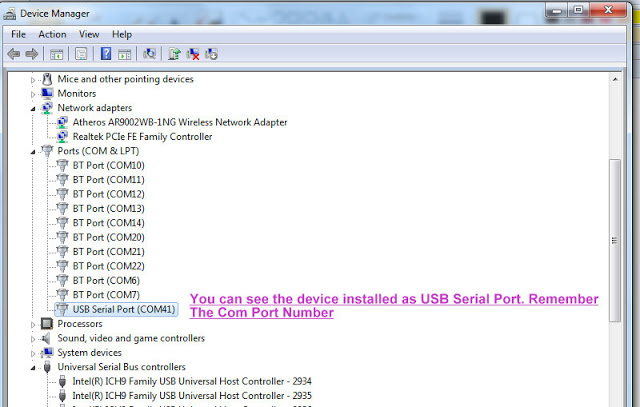 Device Manager
File Action View Help
Mice and other pointing devices
Monitors
Network adapters
Atheros AR9002WB-1NG Wireless Network Adapter
Realtek PCIe FE Family Controller
Ports (COM & LPT)
BT Port (COM10)
BT Port (COM11)
BT Port (COM12)
BT Port (COM13)
BT Port (COM14)
BT Port (COM20)
BT Port (COM21)
BT Port (COM22)
BT Port (COM6)
BT Port (COM7)
USB Serial Port (COM41)
You can see the device installed as USB Serial Port. Remember
The Com Port Number
Processors
Sound, video and game controllers
System devices
Universal Serial Bus controllers
Intel(R) ICH9 Family USB Universal Host Controller - 2934
Intel(R) ICH9 Family USB Universal Host Controller - 2935